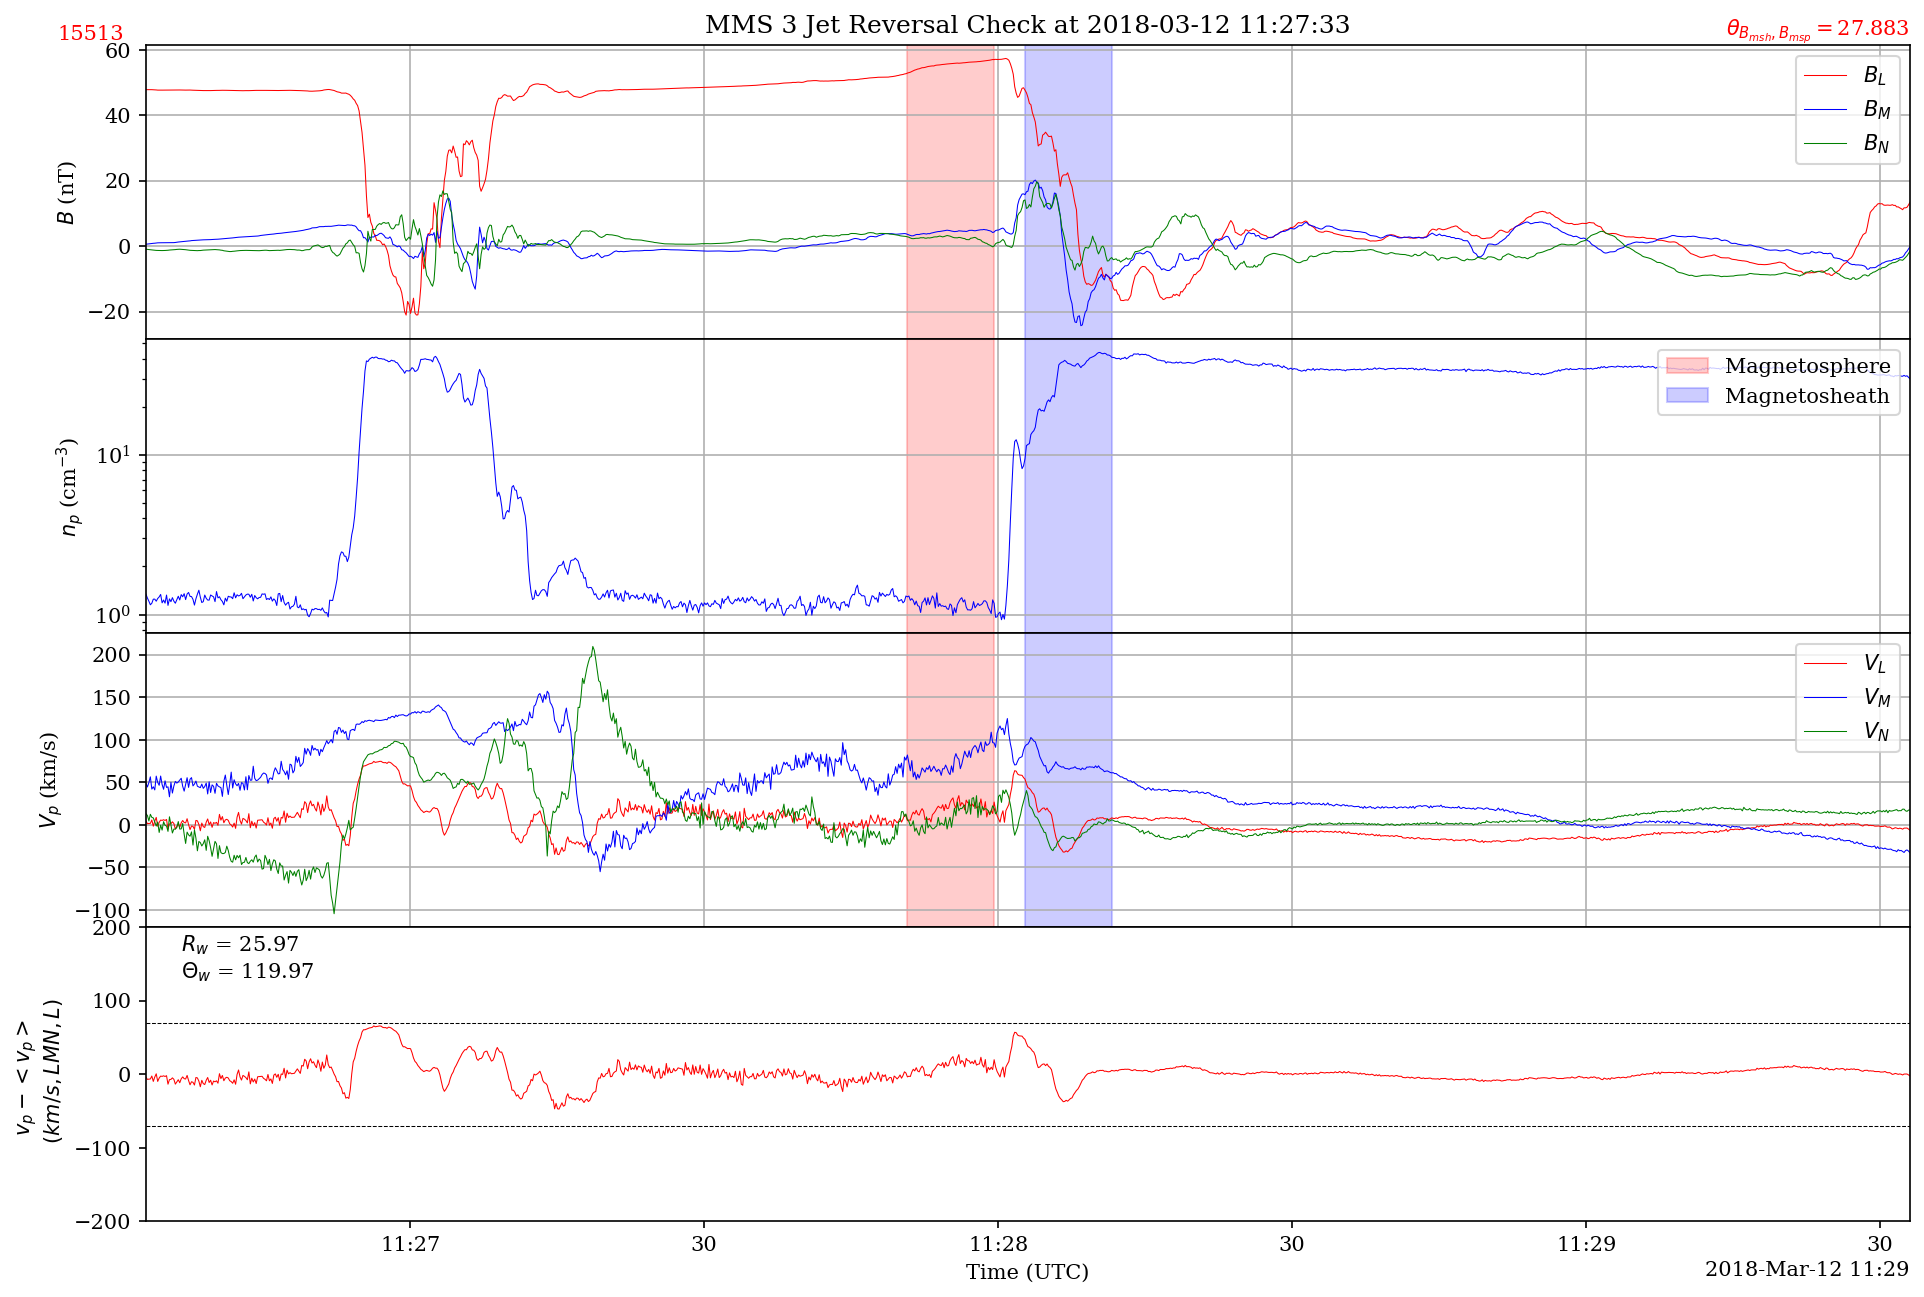 MMS 3 Jet Reversal Check at 2018-03-12 11:27:33
15513
θ_{B_{msh}, B_{msp}} = 27.883
60
40
20
0
−20
B (nT)
B_L
B_M
B_N
10^1
10^0
n_p (cm^{−3})
Magnetosphere
Magnetosheath
200
150
100
50
0
−50
−100
V_p (km/s)
V_L
V_M
V_N
200
100
0
−100
−200
v_p − <v_p>
(km/s, LMN, L)
R_w = 25.97
Θ_w = 119.97
11:27
30
11:28
30
11:29
30
Time (UTC)
2018-Mar-12 11:29